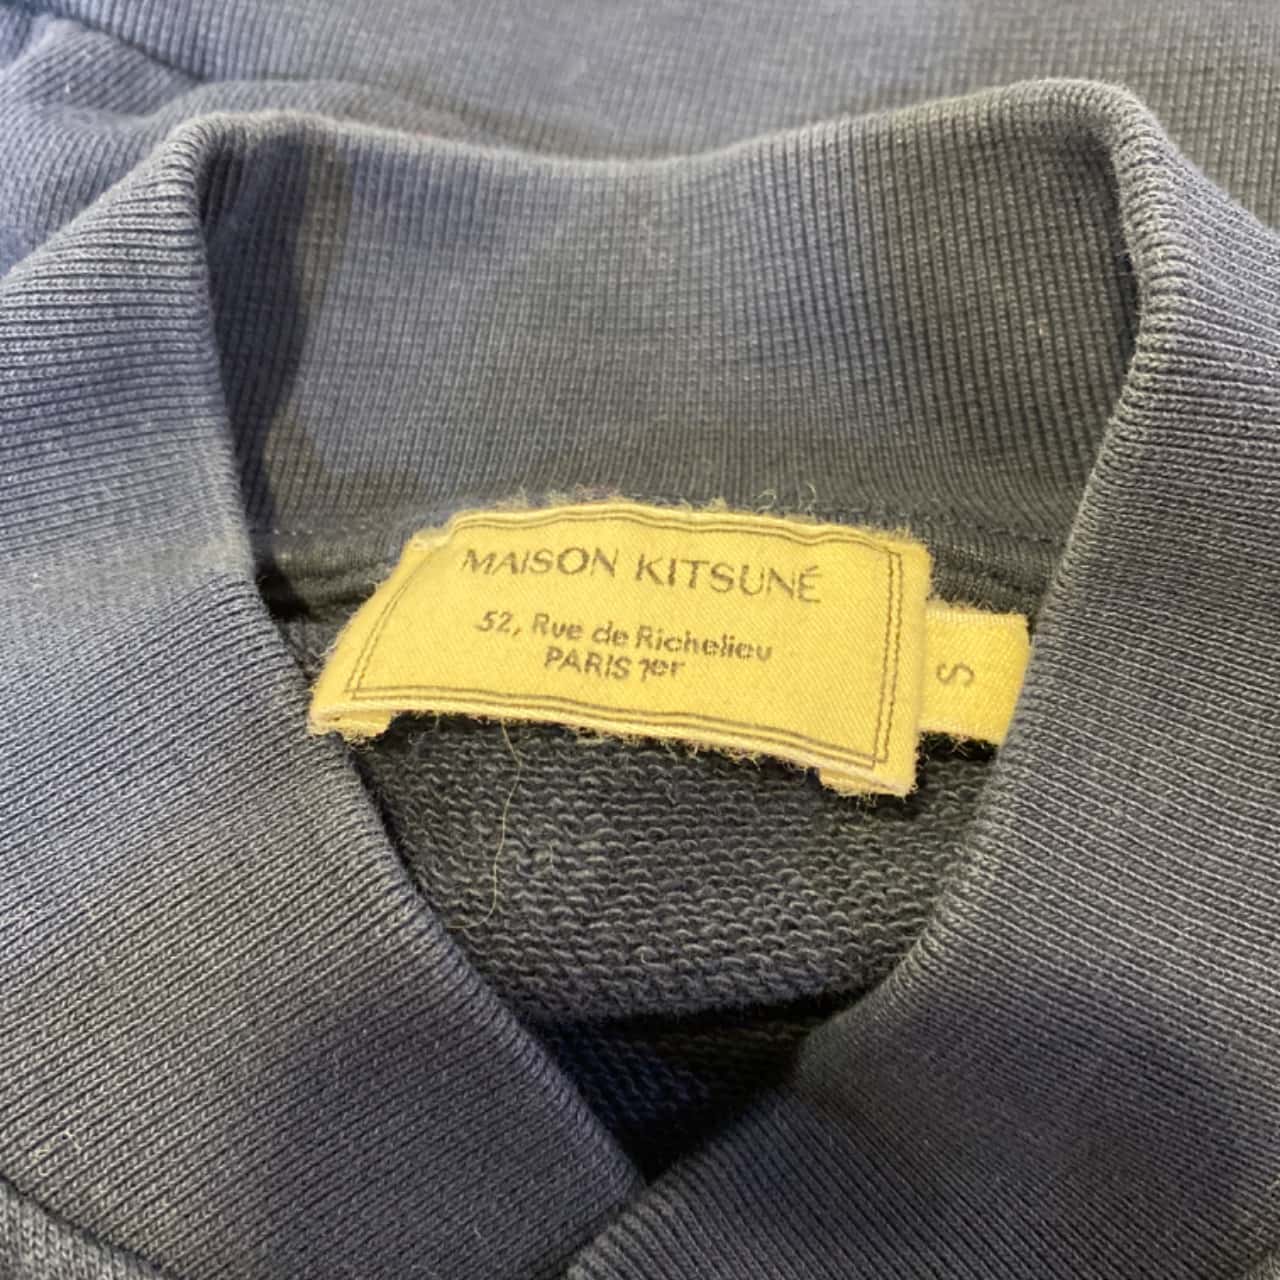 MAISON KITSUNÉ
52, Rue de Richelieu
PARIS 1er
S